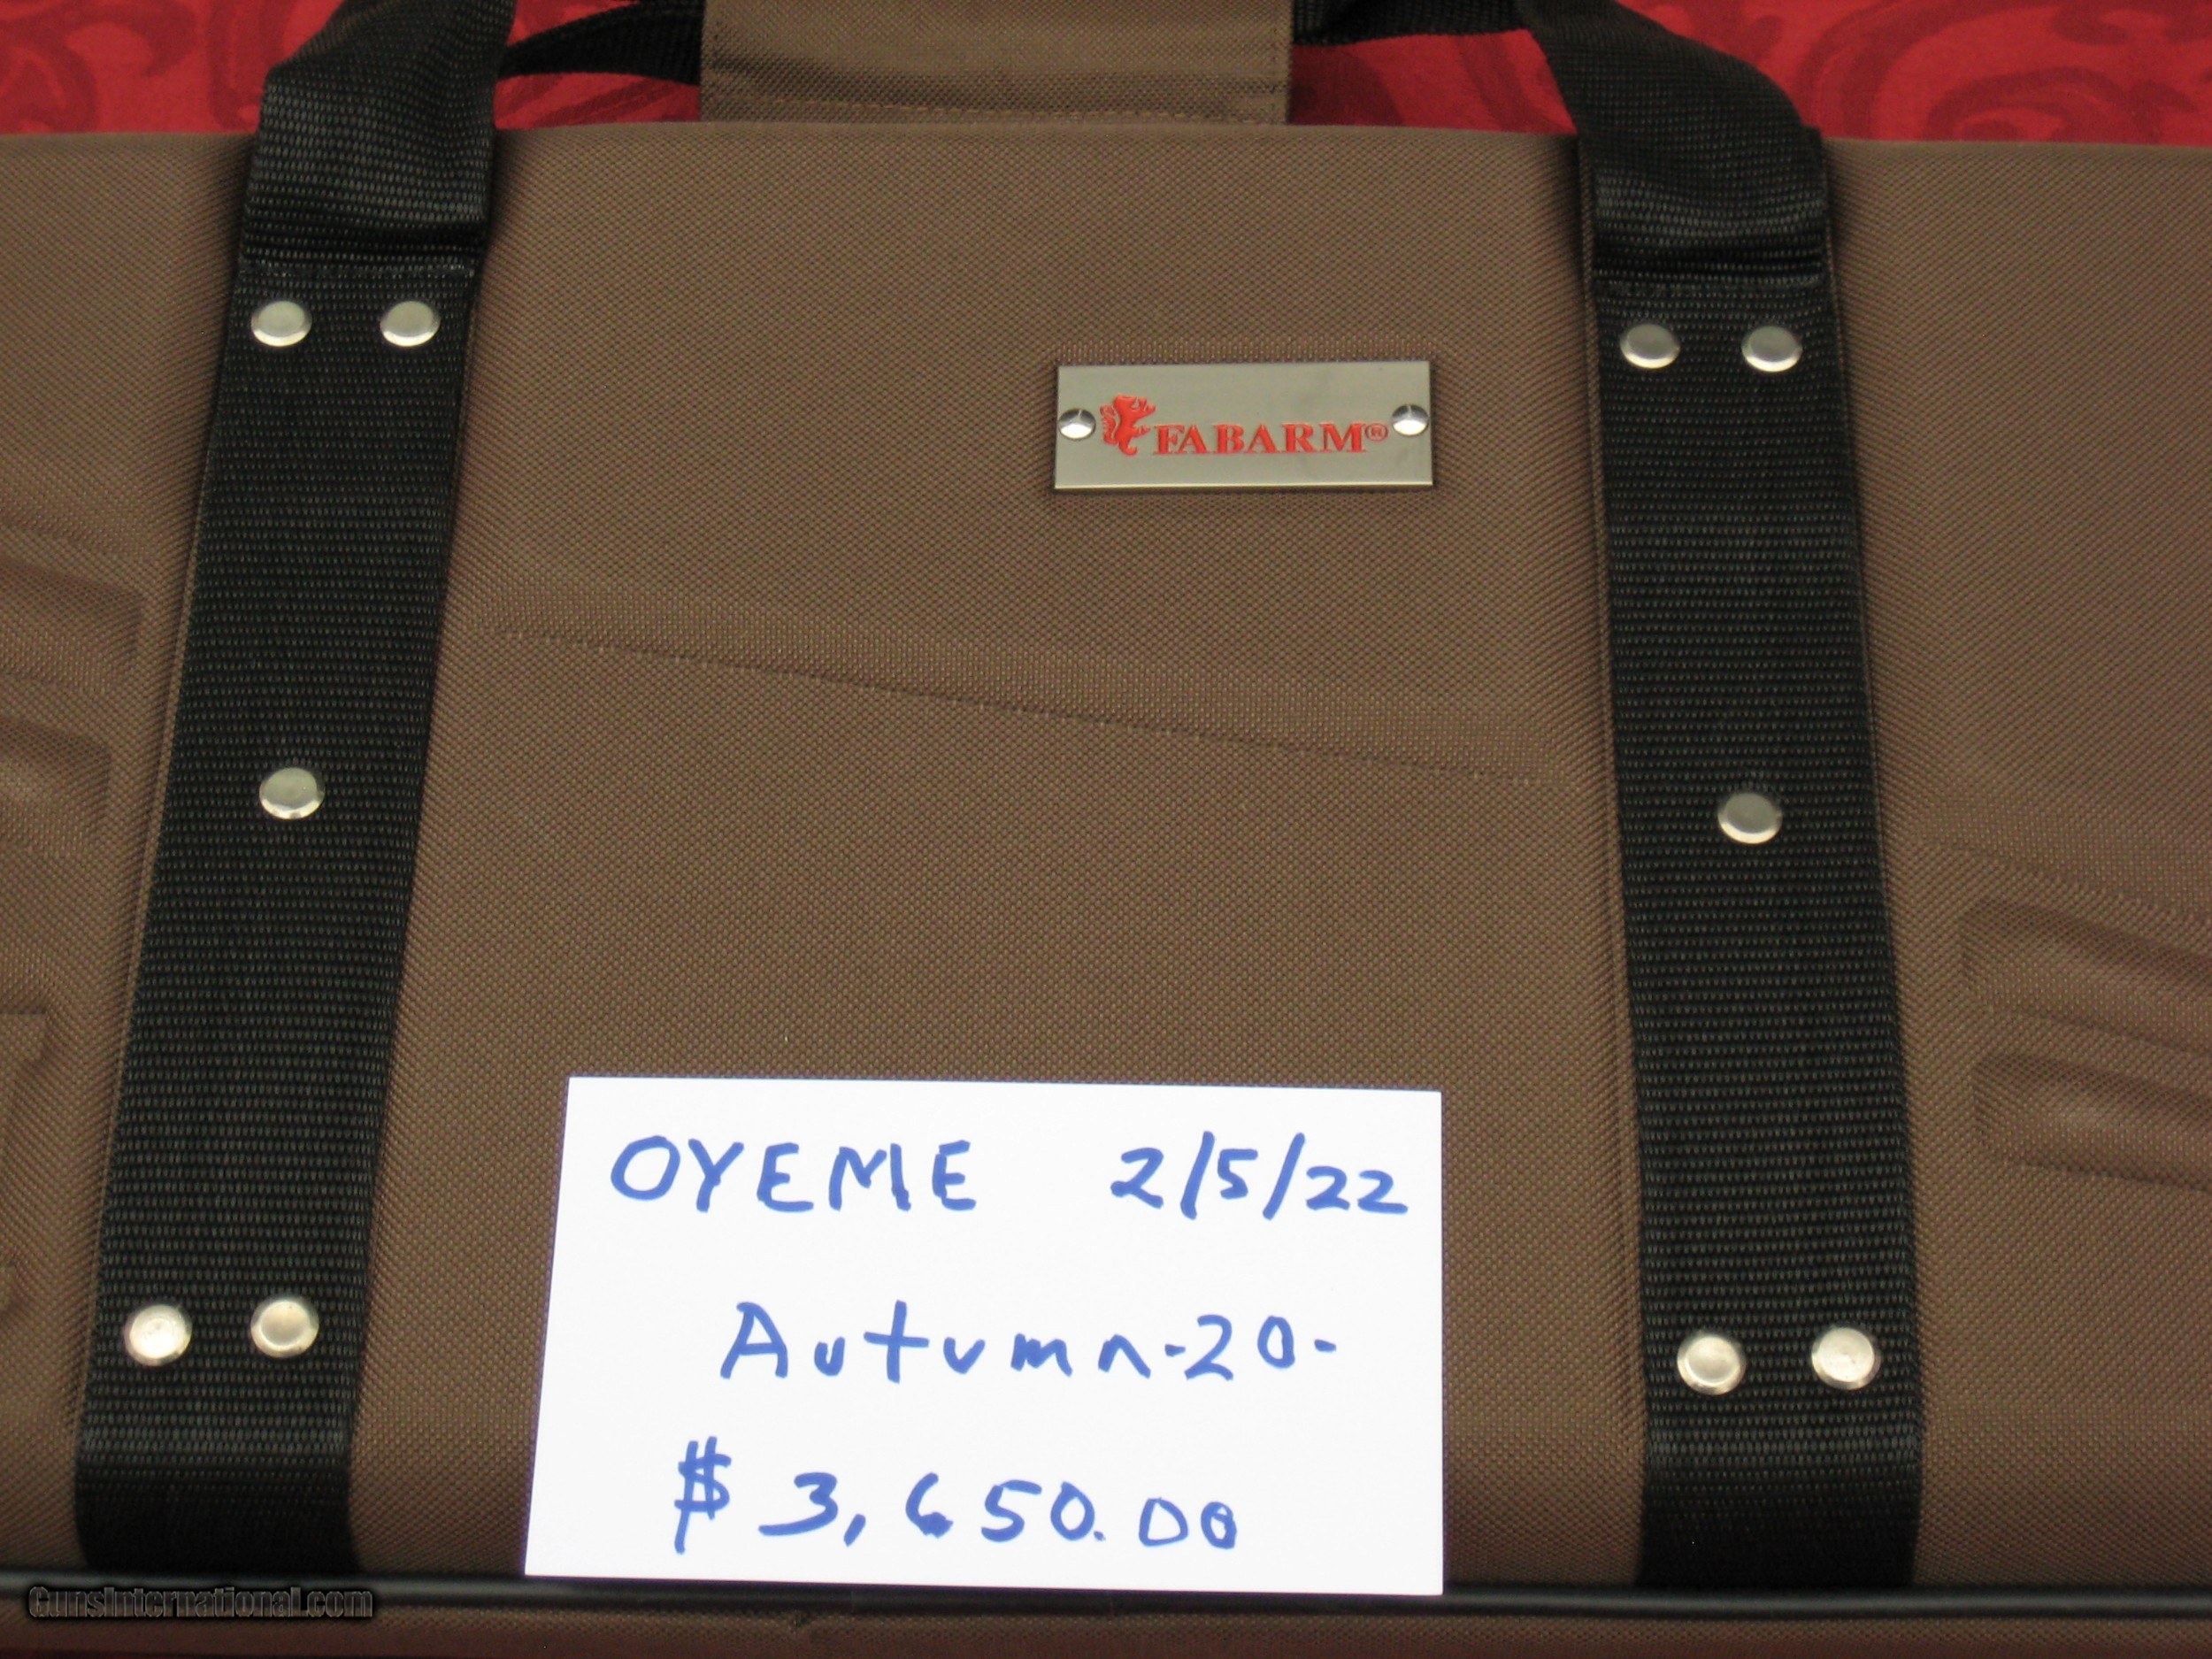 FABARM®
OYEME 2/5/22
Autumn-20-
$ 3,650.00
GunsInternational.com